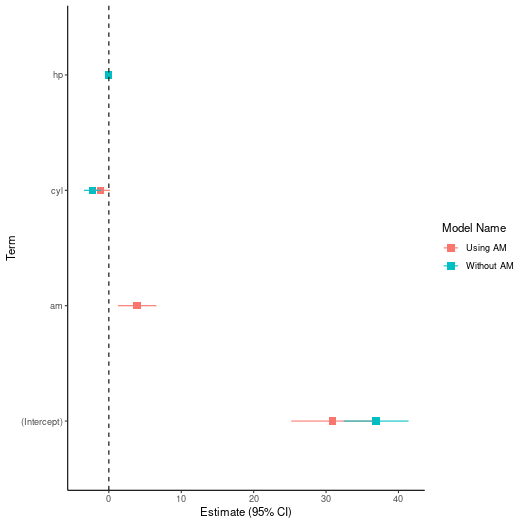 Term
hp
cyl
am
(Intercept)
0 10 20 30 40
Estimate (95% CI)
Model Name
Using AM
Without AM